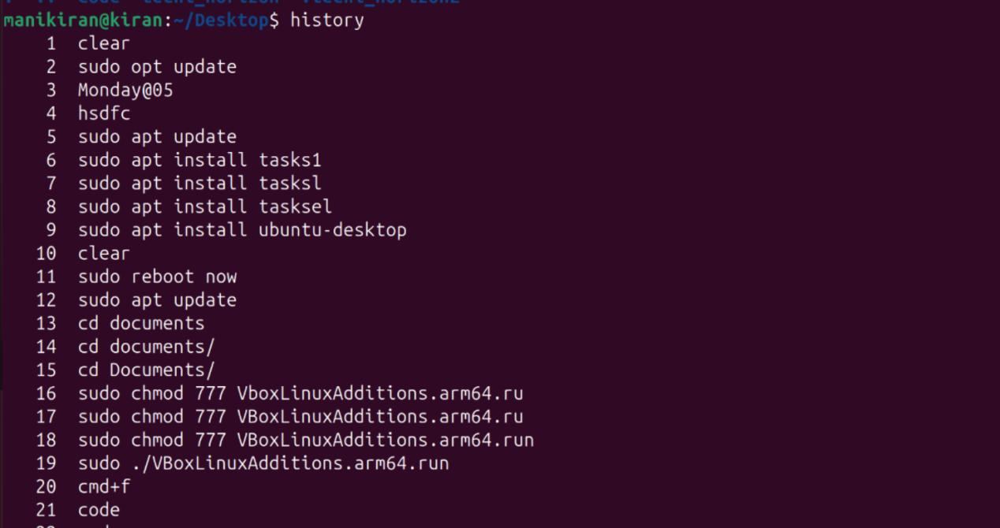 manikiran@kiran:~/Desktop$ history
1 clear
2 sudo opt update
3 Monday@05
4 hsdfc
5 sudo apt update
6 sudo apt install tasks1
7 sudo apt install tasksl
8 sudo apt install tasksel
9 sudo apt install ubuntu-desktop
10 clear
11 sudo reboot now
12 sudo apt update
13 cd documents
14 cd documents/
15 cd Documents/
16 sudo chmod 777 VboxLinuxAdditions.arm64.ru
17 sudo chmod 777 VBoxLinuxAdditions.arm64.ru
18 sudo chmod 777 VBoxLinuxAdditions.arm64.run
19 sudo ./VBoxLinuxAdditions.arm64.run
20 cmd+f
21 code